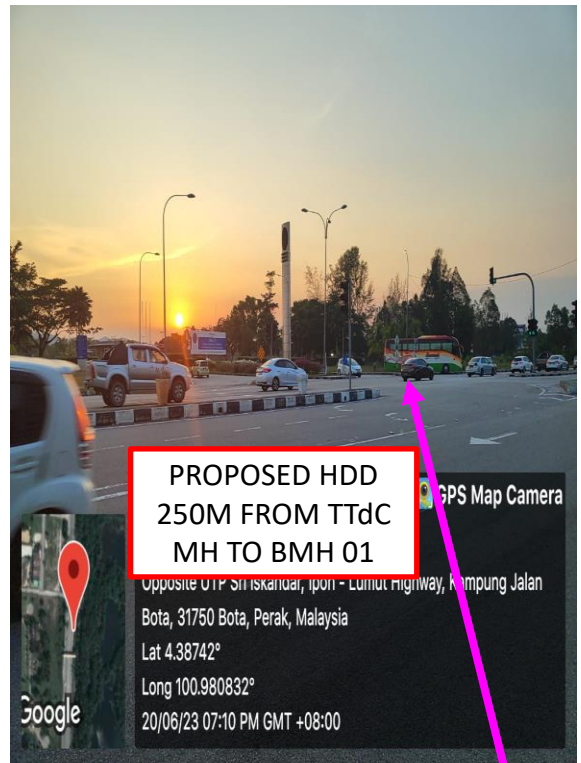 PROPOSED HDD
250M FROM TTdC
MH TO BMH 01
GPS Map Camera
Opposite UTP Sri Iskandar, Ipoh - Lumut Highway, Kampung Jalan
Bota, 31750 Bota, Perak, Malaysia
Lat 4.38742°
Long 100.980832°
20/06/23 07:10 PM GMT +08:00
Google